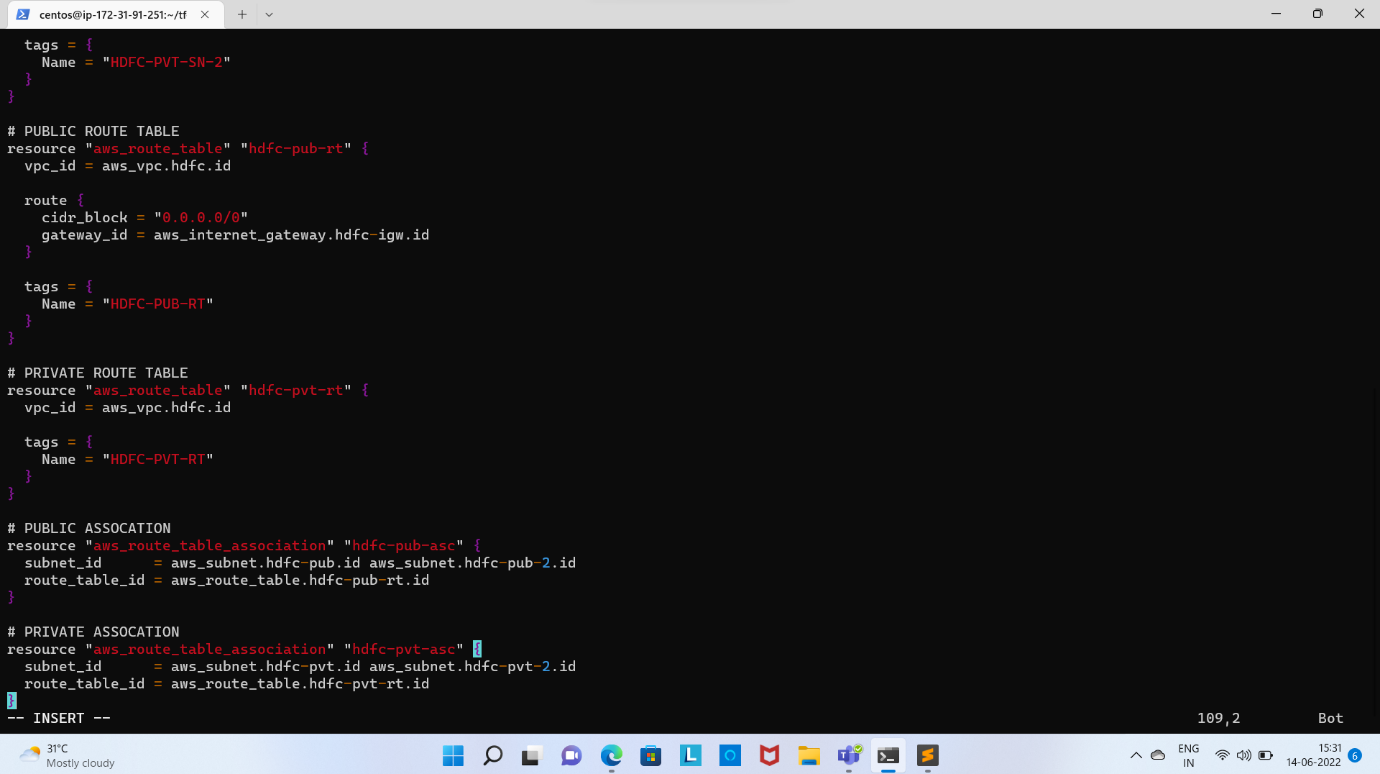 centos@ip-172-31-91-251:~/tf
tags = {
Name = "HDFC-PVT-SN-2"
}
}
# PUBLIC ROUTE TABLE
resource "aws_route_table" "hdfc-pub-rt" {
vpc_id = aws_vpc.hdfc.id
route {
cidr_block = "0.0.0.0/0"
gateway_id = aws_internet_gateway.hdfc-igw.id
}
tags = {
Name = "HDFC-PUB-RT"
}
}
# PRIVATE ROUTE TABLE
resource "aws_route_table" "hdfc-pvt-rt" {
vpc_id = aws_vpc.hdfc.id
tags = {
Name = "HDFC-PVT-RT"
}
}
# PUBLIC ASSOCATION
resource "aws_route_table_association" "hdfc-pub-asc" {
subnet_id      = aws_subnet.hdfc-pub.id aws_subnet.hdfc-pub-2.id
route_table_id = aws_route_table.hdfc-pub-rt.id
}
# PRIVATE ASSOCATION
resource "aws_route_table_association" "hdfc-pvt-asc" {
subnet_id      = aws_subnet.hdfc-pvt.id aws_subnet.hdfc-pvt-2.id
route_table_id = aws_route_table.hdfc-pvt-rt.id
}
-- INSERT -- 109,2 Bot
31°C
Mostly cloudy
ENG
IN
15:31
14-06-2022
6